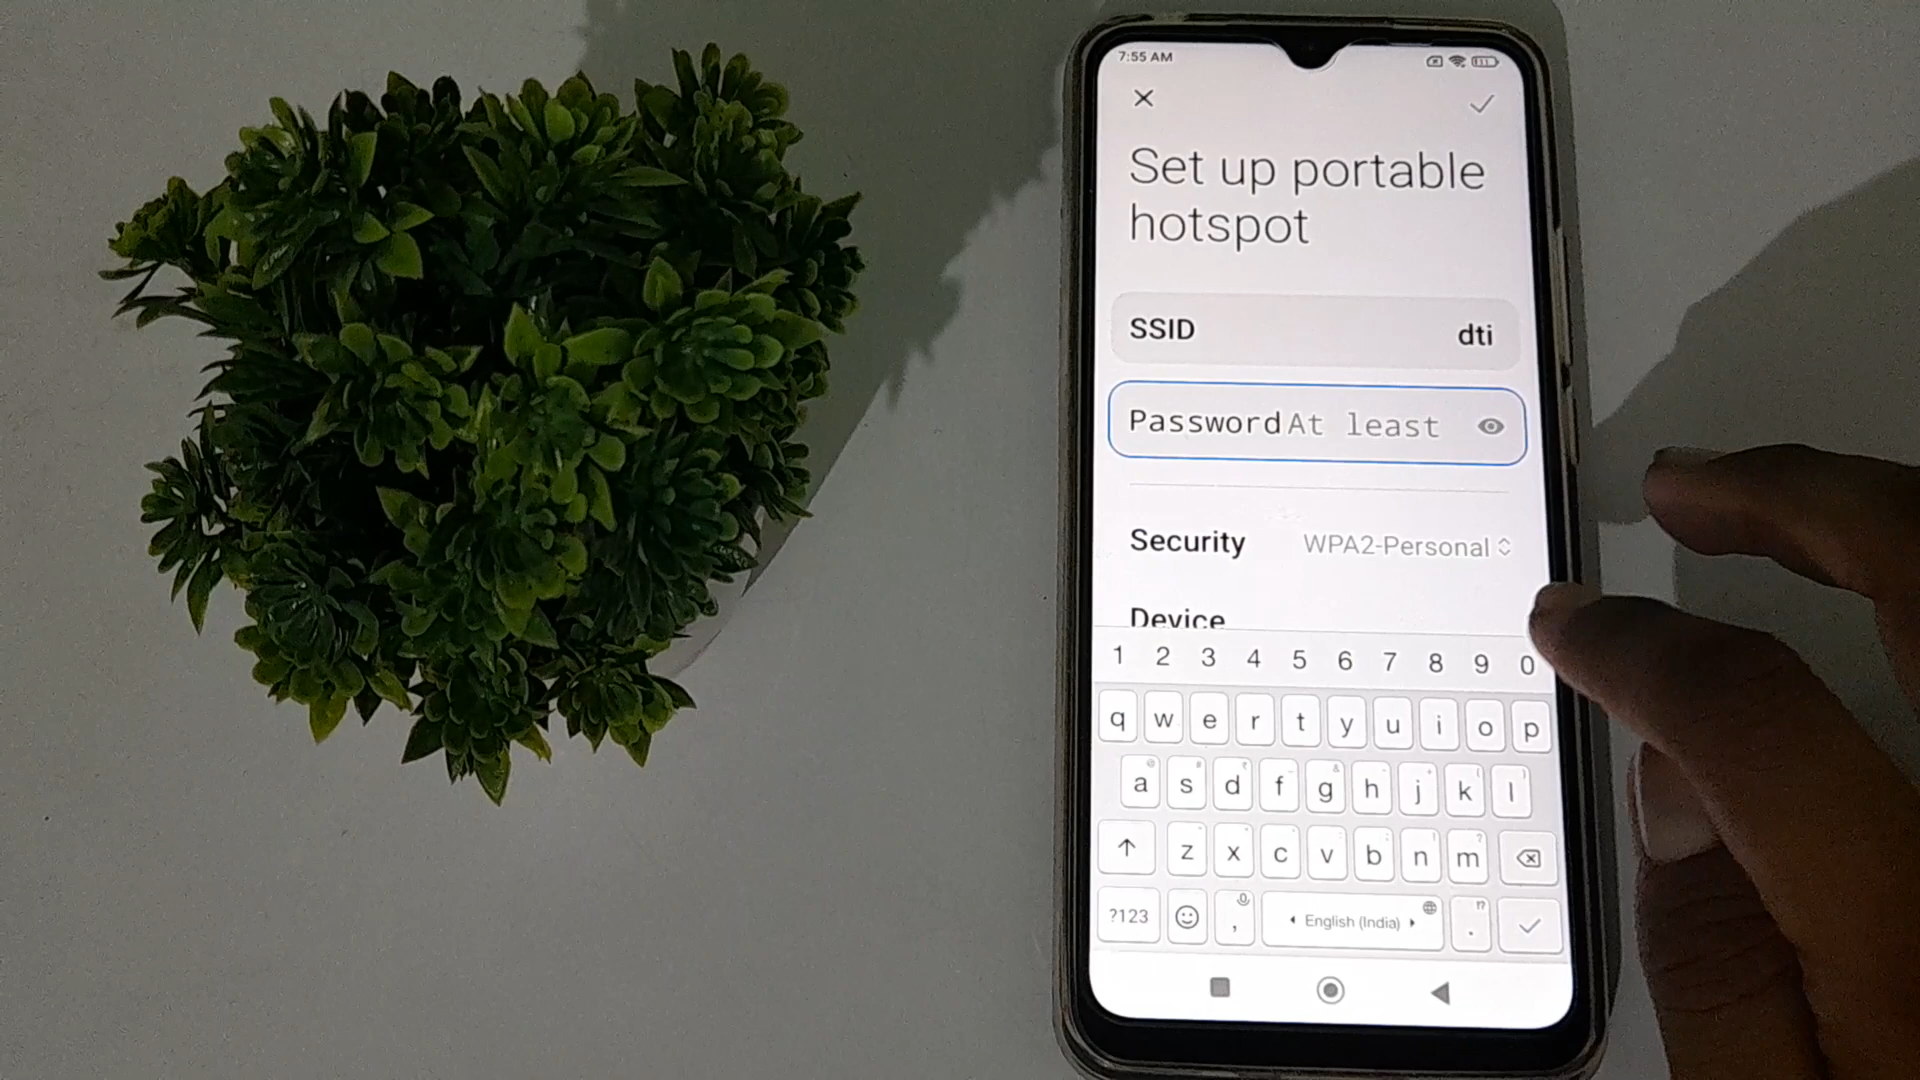 7:55 AM
Set up portable
hotspot
SSID dti
Password At least
Security WPA2-Personal
Device
1 2 3 4 5 6 7 8 9 0
q w e r t y u i o p
a s d f g h j k l
z x c v b n m
?123 , English (India) .